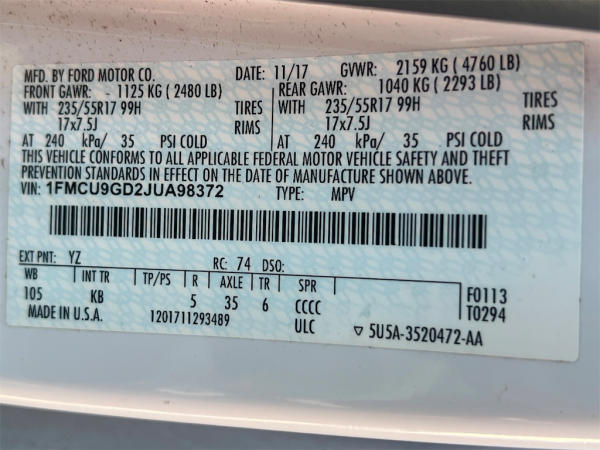 MFD. BY FORD MOTOR CO. DATE: 11/17 GVWR: 2159 KG ( 4760 LB)
FRONT GAWR: - 1125 KG ( 2480 LB) REAR GAWR: 1040 KG ( 2293 LB)
WITH 235/55R17 99H TIRES WITH 235/55R17 99H TIRES
17x7.5J RIMS 17x7.5J RIMS
AT 240 kPa/ 35 PSI COLD AT 240 kPa/ 35 PSI COLD
THIS VEHICLE CONFORMS TO ALL APPLICABLE FEDERAL MOTOR VEHICLE SAFETY AND THEFT
PREVENTION STANDARDS IN EFFECT ON THE DATE OF MANUFACTURE SHOWN ABOVE.
VIN: 1FMCU9GD2JUA98372 TYPE: MPV
EXT PNT: YZ RC: 74 DSO:
WB INT TR TP/PS R AXLE TR SPR
105 KB 5 35 6 CCCC F0113
MADE IN U.S.A. 1201711293489 ULC T0294
▽ 5U5A-3520472-AA